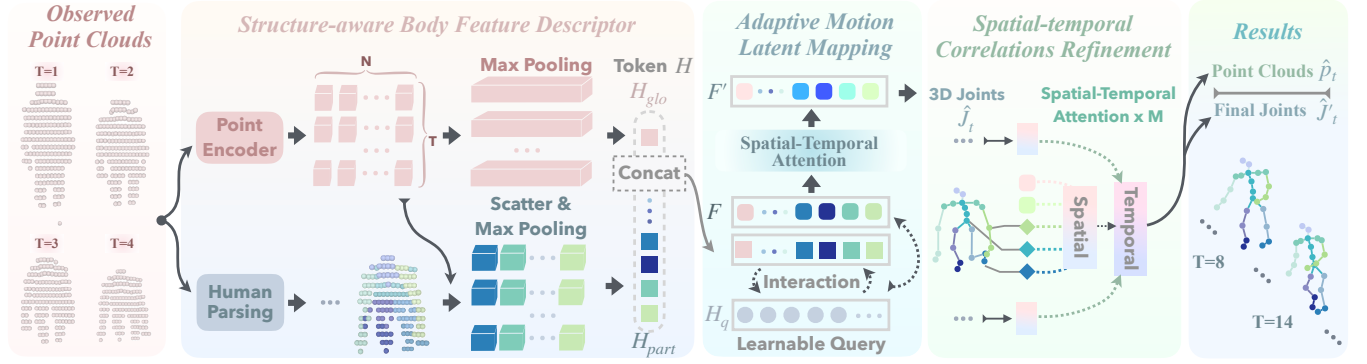 Observed
Point Clouds
T=1
T=2
T=3
T=4
Structure-aware Body Feature Descriptor
Point
Encoder
Human
Parsing
N
T
Max Pooling
Scatter &
Max Pooling
Token H
H_glo
Concat
H_part
Adaptive Motion
Latent Mapping
F′
Spatial-Temporal
Attention
F
Interaction
H_q
Learnable Query
Spatial-temporal
Correlations Refinement
3D Joints
Ĵ_t
Spatial-Temporal
Attention x M
Spatial
Temporal
Results
Point Clouds p̂_t
Final Joints Ĵ′_t
T=8
T=14